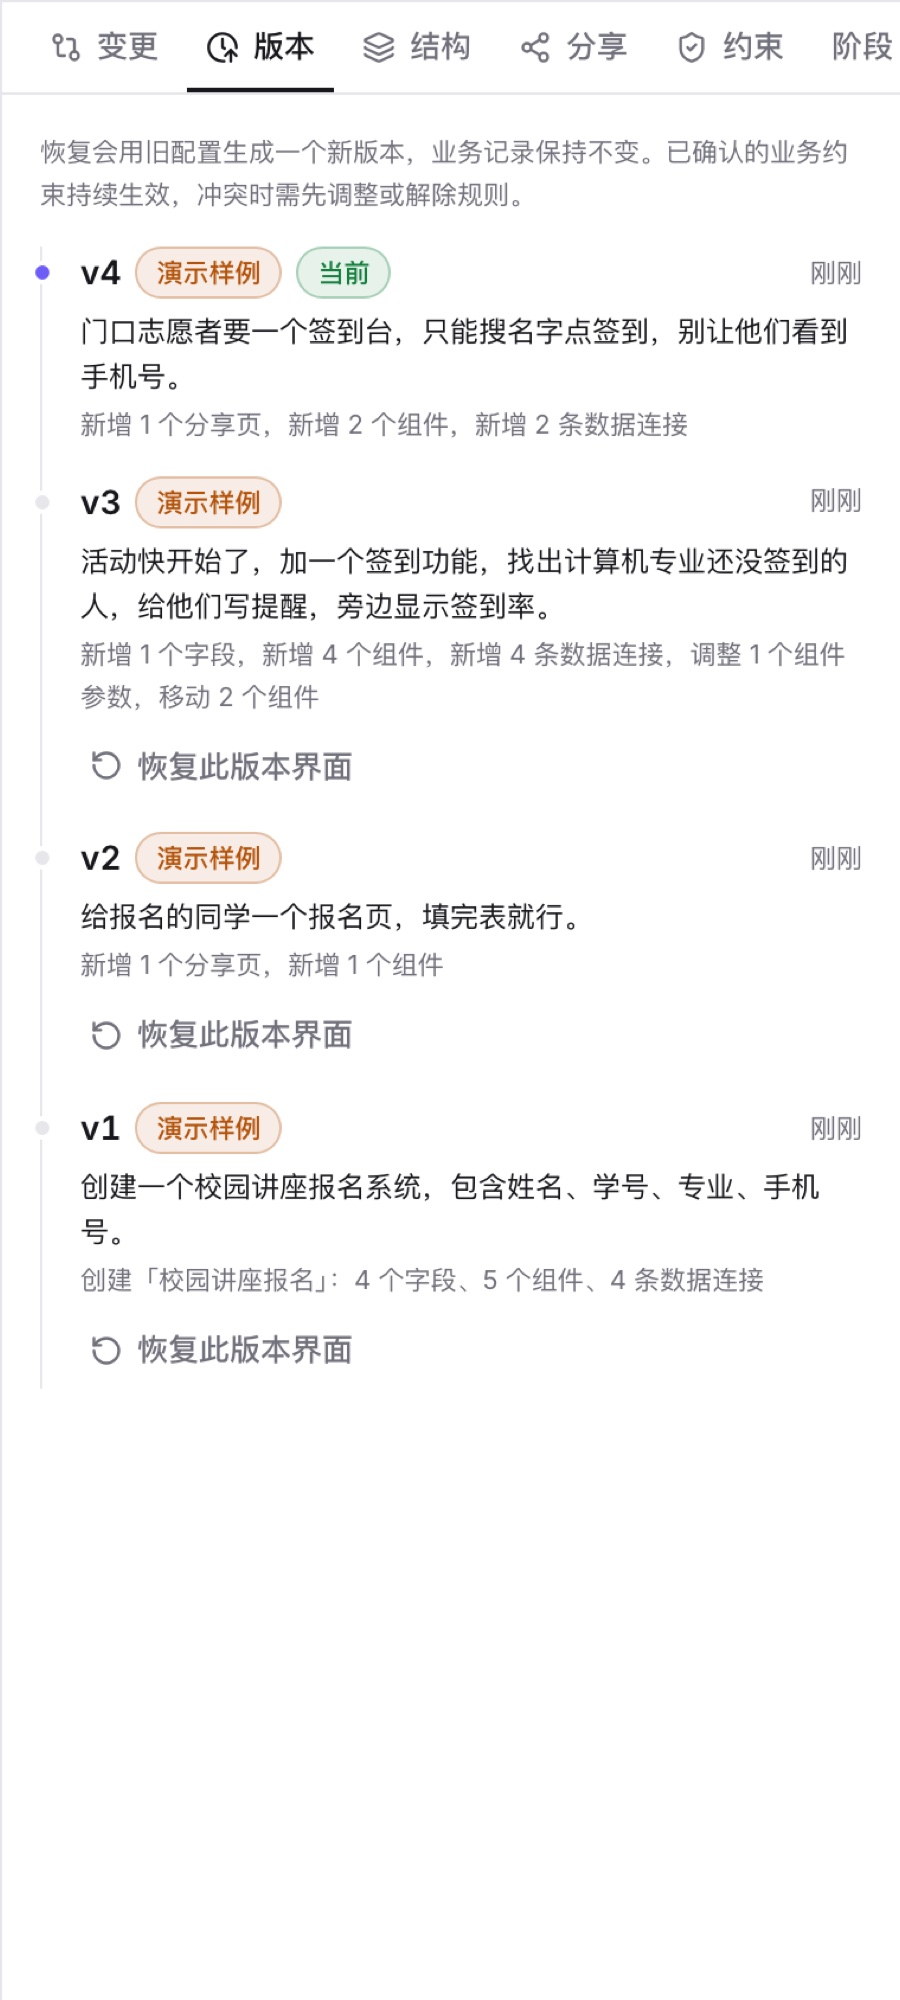 变更 版本 结构 分享 约束 阶段
恢复会用旧配置生成一个新版本，业务记录保持不变。已确认的业务约
束持续生效，冲突时需先调整或解除规则。
v4 演示样例 当前 刚刚
门口志愿者要一个签到台，只能搜名字点签到，别让他们看到
手机号。
新增 1 个分享页，新增 2 个组件，新增 2 条数据连接
v3 演示样例 刚刚
活动快开始了，加一个签到功能，找出计算机专业还没签到的
人，给他们写提醒，旁边显示签到率。
新增 1 个字段，新增 4 个组件，新增 4 条数据连接，调整 1 个组件
参数，移动 2 个组件
恢复此版本界面
v2 演示样例 刚刚
给报名的同学一个报名页，填完表就行。
新增 1 个分享页，新增 1 个组件
恢复此版本界面
v1 演示样例 刚刚
创建一个校园讲座报名系统，包含姓名、学号、专业、手机
号。
创建「校园讲座报名」：4 个字段、5 个组件、4 条数据连接
恢复此版本界面